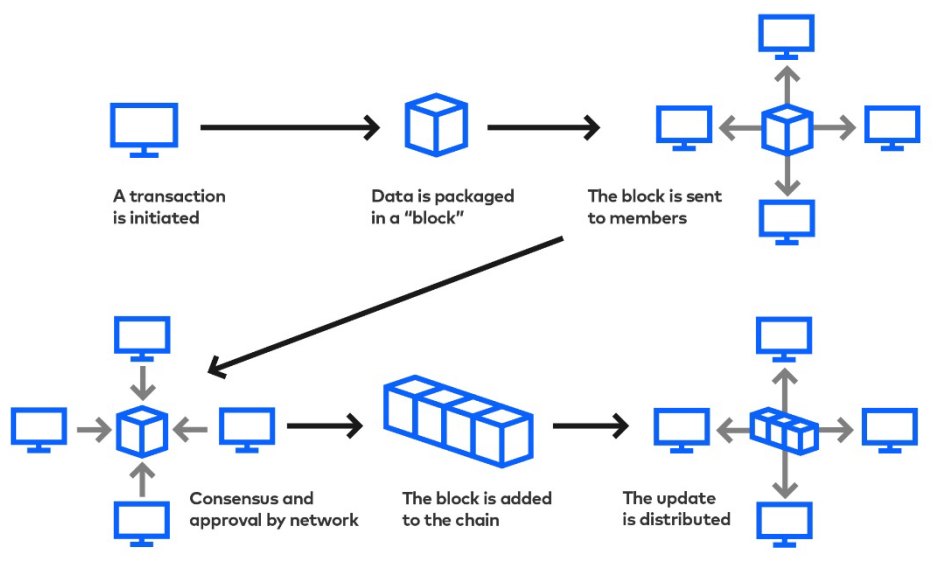 A transaction
is initiated
Data is packaged
in a “block”
The block is sent
to members
Consensus and
approval by network
The block is added
to the chain
The update
is distributed